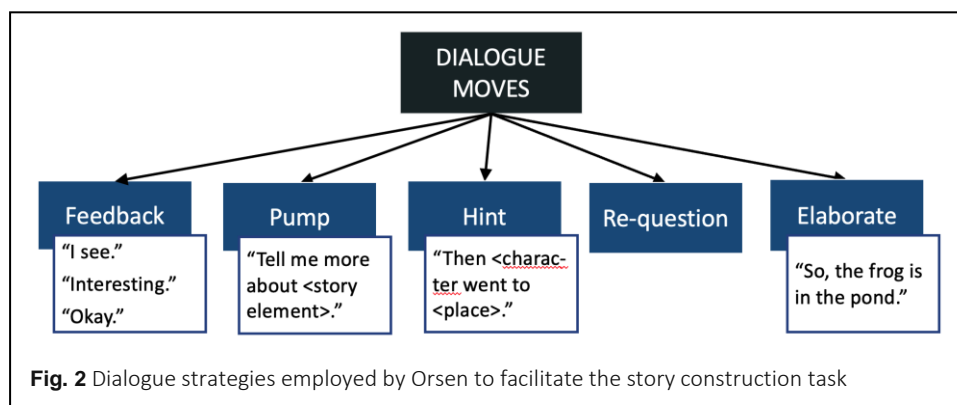 DIALOGUE
MOVES
Feedback
"I see."
"Interesting."
"Okay."
Pump
"Tell me more
about <story
element>."
Hint
"Then <charac-
ter went to
<place>."
Re-question
Elaborate
"So, the frog is
in the pond."
Fig. 2 Dialogue strategies employed by Orsen to facilitate the story construction task